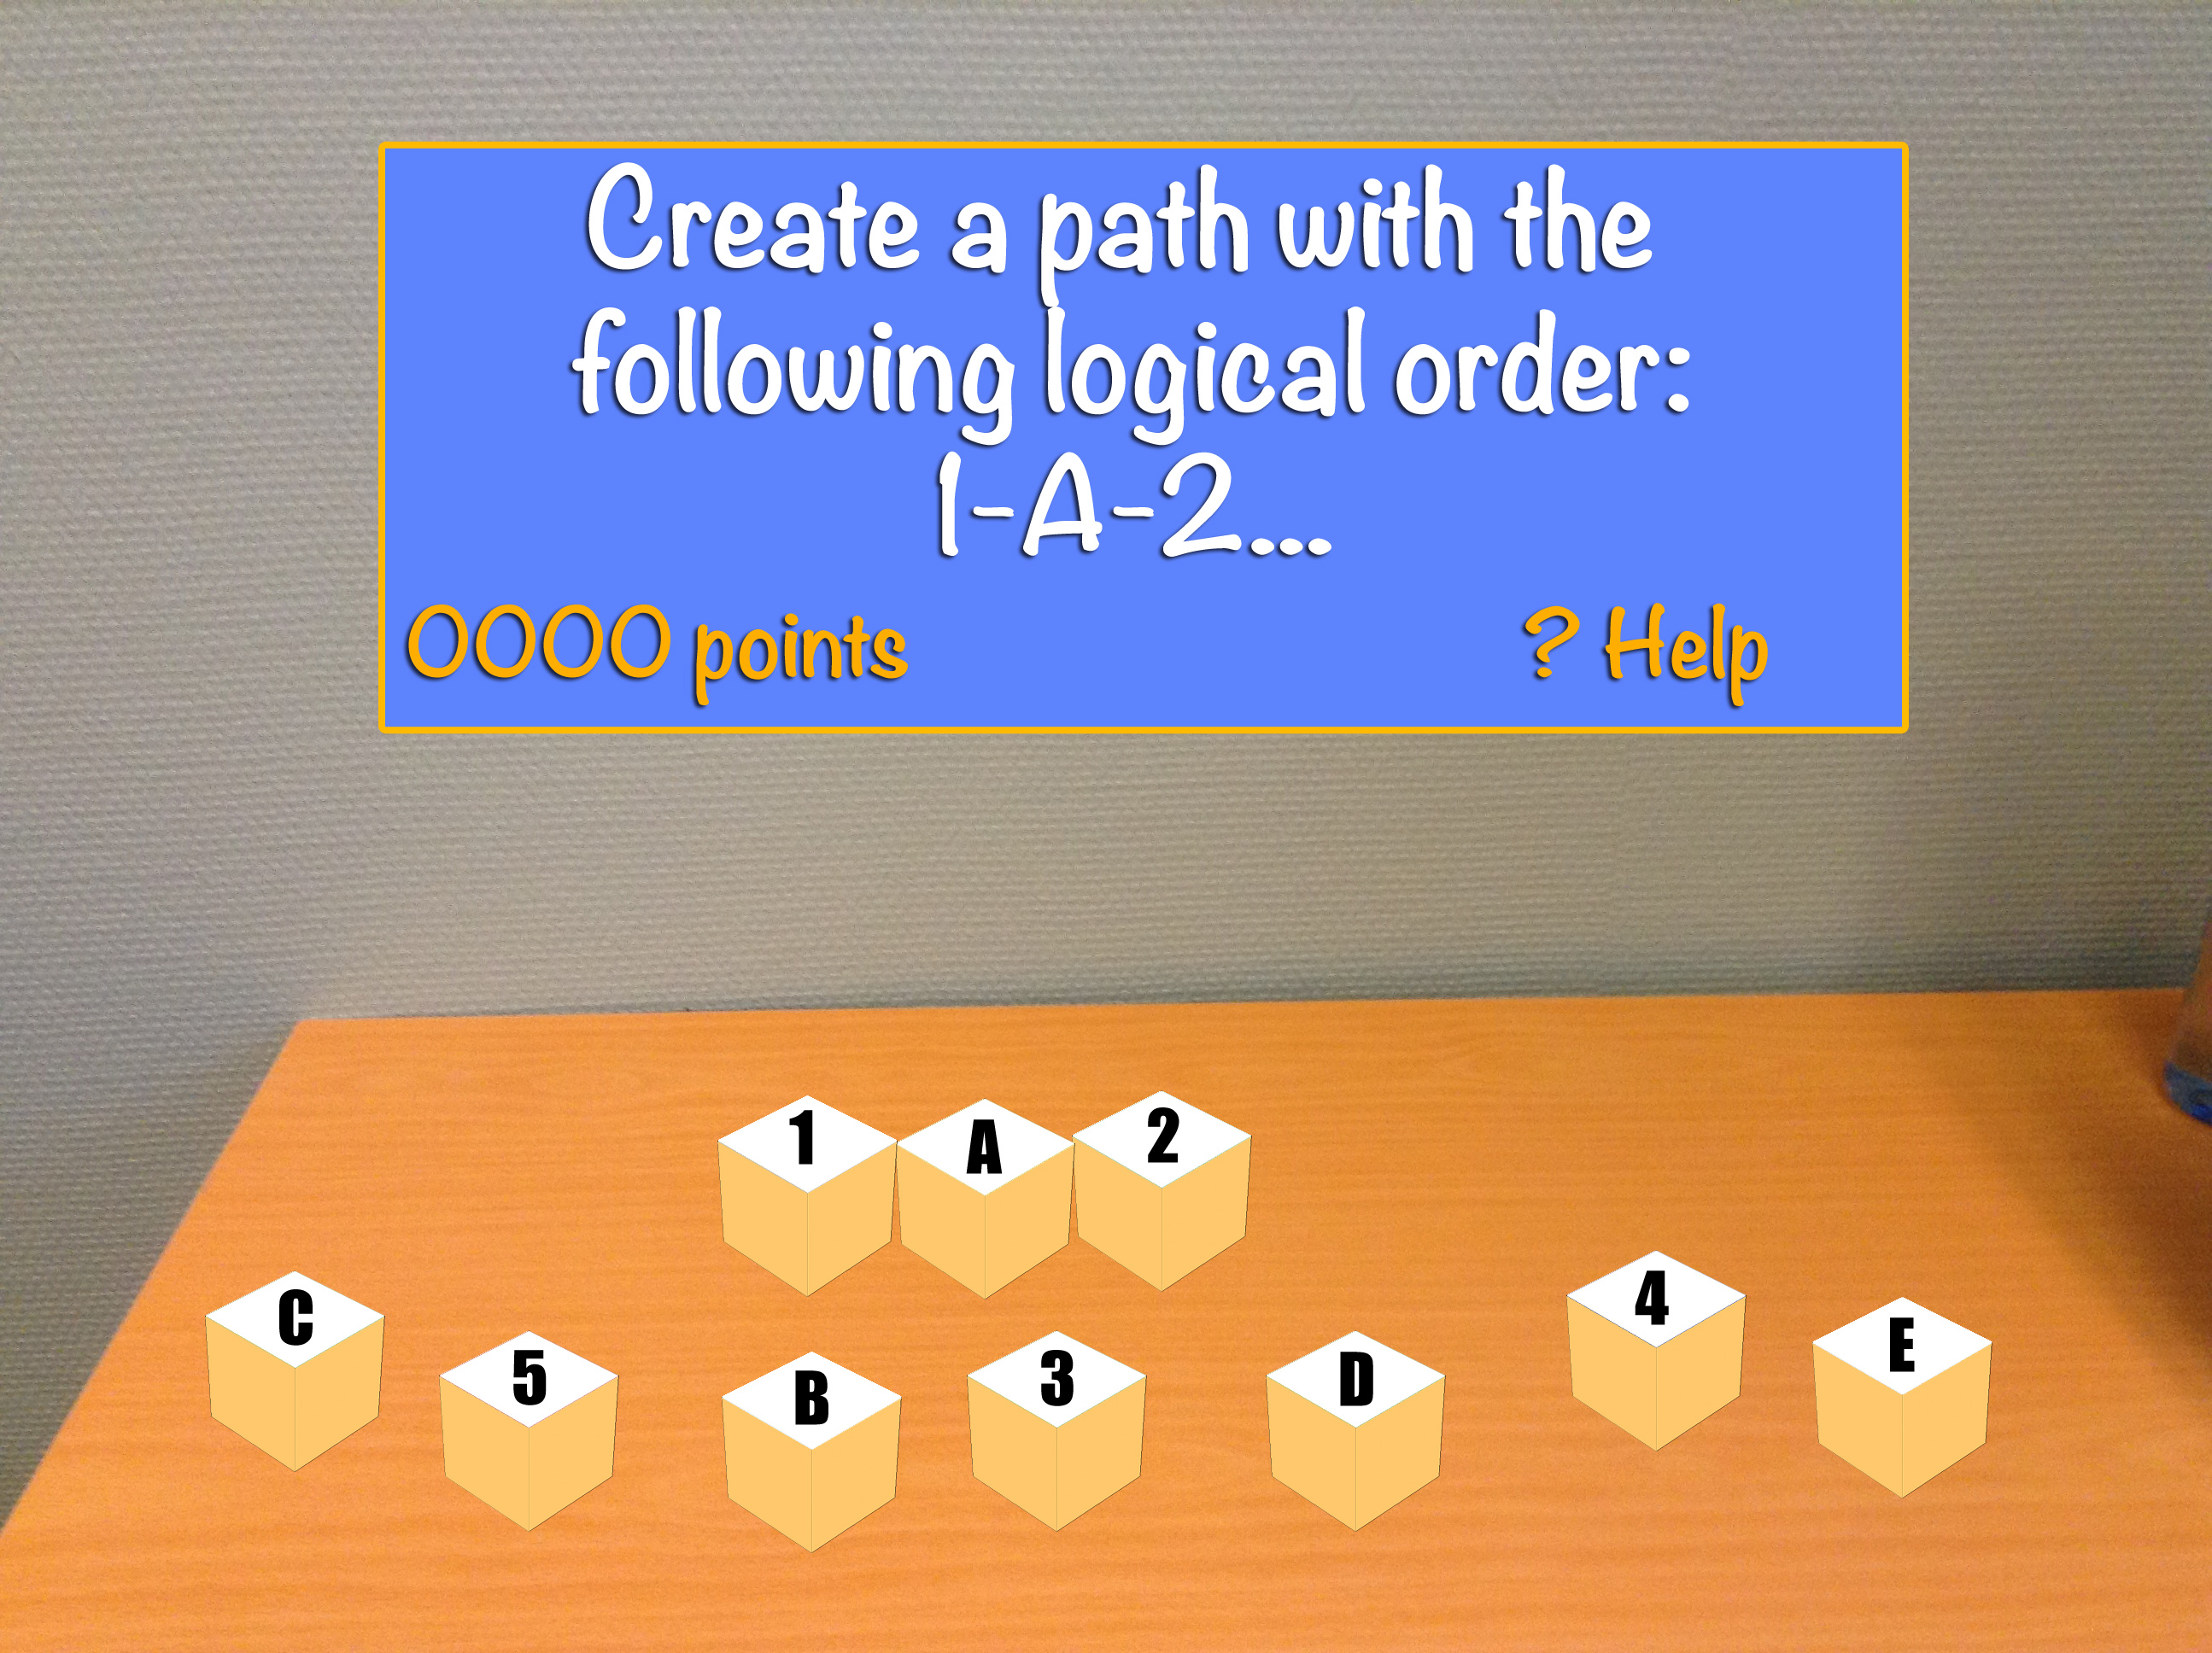 Create a path with the
following logical order:
1-A-2...
0000 points
? Help
1 A 2
C 5 B 3 D 4 E